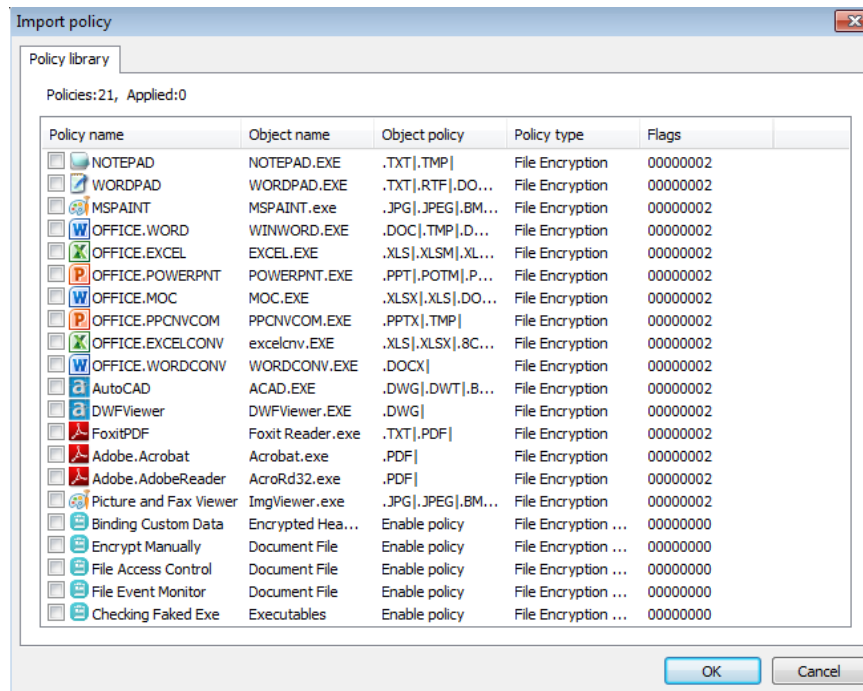 Import policy
Policy library
Policies:21, Applied:0
Policy name Object name Object policy Policy type Flags
NOTEPAD NOTEPAD.EXE .TXT|.TMP| File Encryption 00000002
WORDPAD WORDPAD.EXE .TXT|.RTF|.DO... File Encryption 00000002
MSPAINT MSPAINT.exe .JPG|.JPEG|.BM... File Encryption 00000002
OFFICE.WORD WINWORD.EXE .DOC|.TMP|.D... File Encryption 00000002
OFFICE.EXCEL EXCEL.EXE .XLS|.XLSM|.XL... File Encryption 00000002
OFFICE.POWERPNT POWERPNT.EXE .PPT|.POTM|.P... File Encryption 00000002
OFFICE.MOC MOC.EXE .XLSX|.XLS|.DO... File Encryption 00000002
OFFICE.PPCNVCOM PPCNVCOM.EXE .PPTX|.TMP| File Encryption 00000002
OFFICE.EXCELCONV excelcnv.EXE .XLS|.XLSX|.8C... File Encryption 00000002
OFFICE.WORDCONV WORDCONV.EXE .DOCX| File Encryption 00000002
AutoCAD ACAD.EXE .DWG|.DWT|.B... File Encryption 00000002
DWFViewer DWFViewer.EXE .DWG| File Encryption 00000002
FoxitPDF Foxit Reader.exe .TXT|.PDF| File Encryption 00000002
Adobe.Acrobat Acrobat.exe .PDF| File Encryption 00000002
Adobe.AdobeReader AcroRd32.exe .PDF| File Encryption 00000002
Picture and Fax Viewer ImgViewer.exe .JPG|.JPEG|.BM... File Encryption 00000002
Binding Custom Data Encrypted Hea... Enable policy File Encryption ... 00000000
Encrypt Manually Document File Enable policy File Encryption ... 00000000
File Access Control Document File Enable policy File Encryption ... 00000000
File Event Monitor Document File Enable policy File Encryption ... 00000000
Checking Faked Exe Executables Enable policy File Encryption ... 00000000
OK Cancel